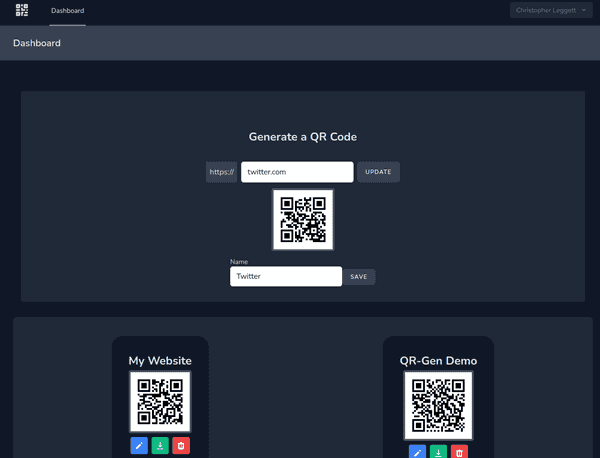 Dashboard
Christopher Leggett
Dashboard
Generate a QR Code
https://
twitter.com
UPDATE
Name
Twitter
SAVE
My Website
QR-Gen Demo